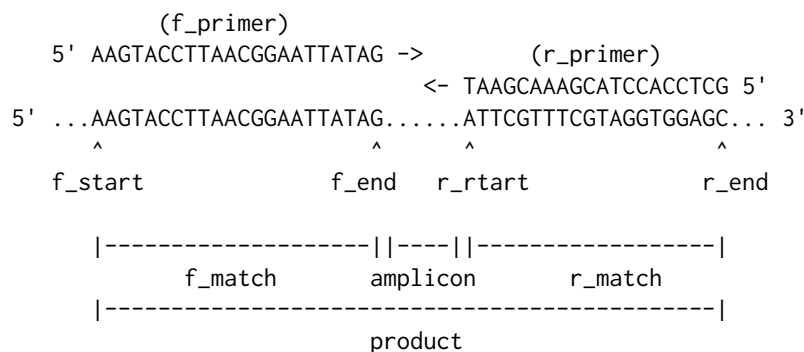 (f_primer)
5' AAGTACCTTAACGGAATTATAG -> (r_primer)
<- TAAGCAAAGCATCCACCTCG 5'
5' ...AAGTACCTTAACGGAATTATAG......ATTCGTTTCGTAGGTGGAGC... 3'
^ ^ ^ ^
f_start f_end r_rtart r_end
|--------------------||----||------------------|
f_match amplicon r_match
|----------------------------------------------|
product